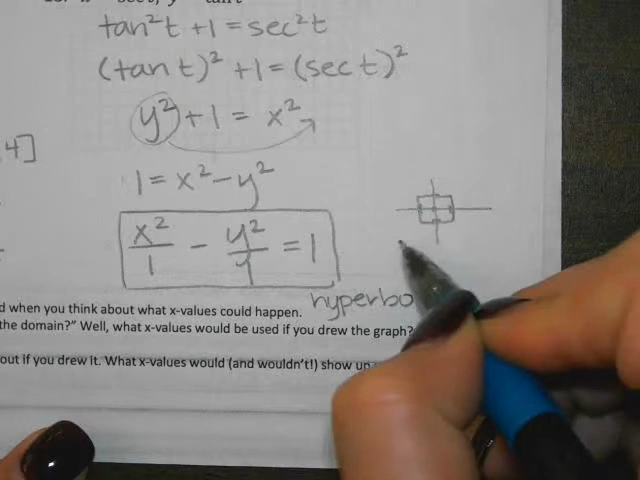 tan²t + 1 = sec²t
(tan t)² + 1 = (sec t)²
y² + 1 = x²
4]
1 = x² - y²
x²/1 - y²/1 = 1
d when you think about what x-values could happen. hyperbo
the domain?" Well, what x-values would be used if you drew the graph?
out if you drew it. What x-values would (and wouldn't!) show up